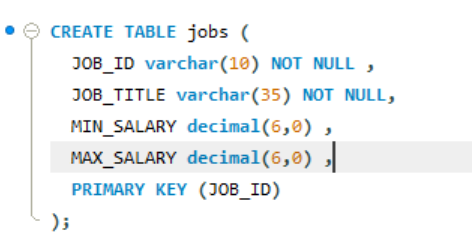 CREATE TABLE jobs (
JOB_ID varchar(10) NOT NULL ,
JOB_TITLE varchar(35) NOT NULL,
MIN_SALARY decimal(6,0) ,
MAX_SALARY decimal(6,0) ,
PRIMARY KEY (JOB_ID)
);